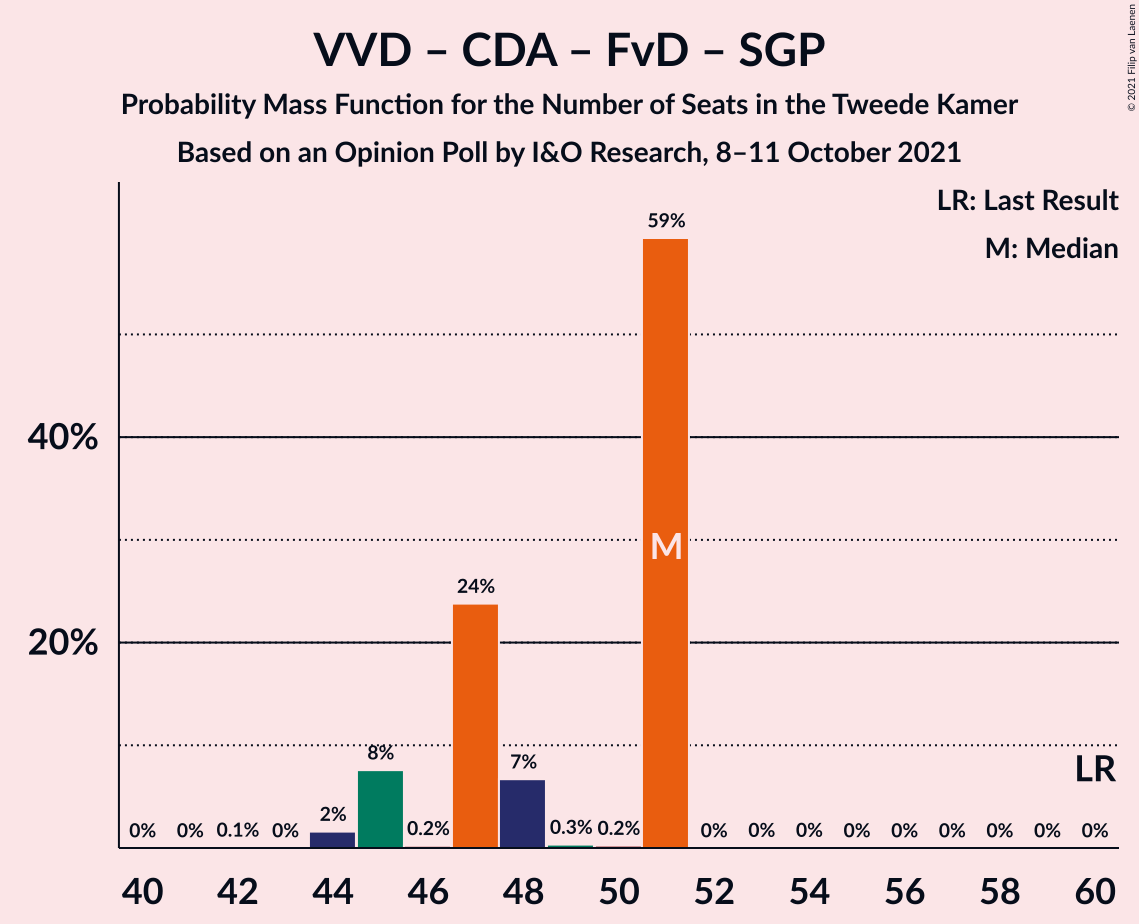 VVD – CDA – FvD – SGP
Probability Mass Function for the Number of Seats in the Tweede Kamer
Based on an Opinion Poll by I&O Research, 8–11 October 2021
© 2021 Filip van Laenen
LR: Last Result
M: Median
59%
40%
M
24%
20%
8%
7%
LR
2%
0% 0% 0.1% 0% 0.2% 0.3% 0.2% 0% 0% 0% 0% 0% 0% 0% 0% 0%
40 42 44 46 48 50 52 54 56 58 60